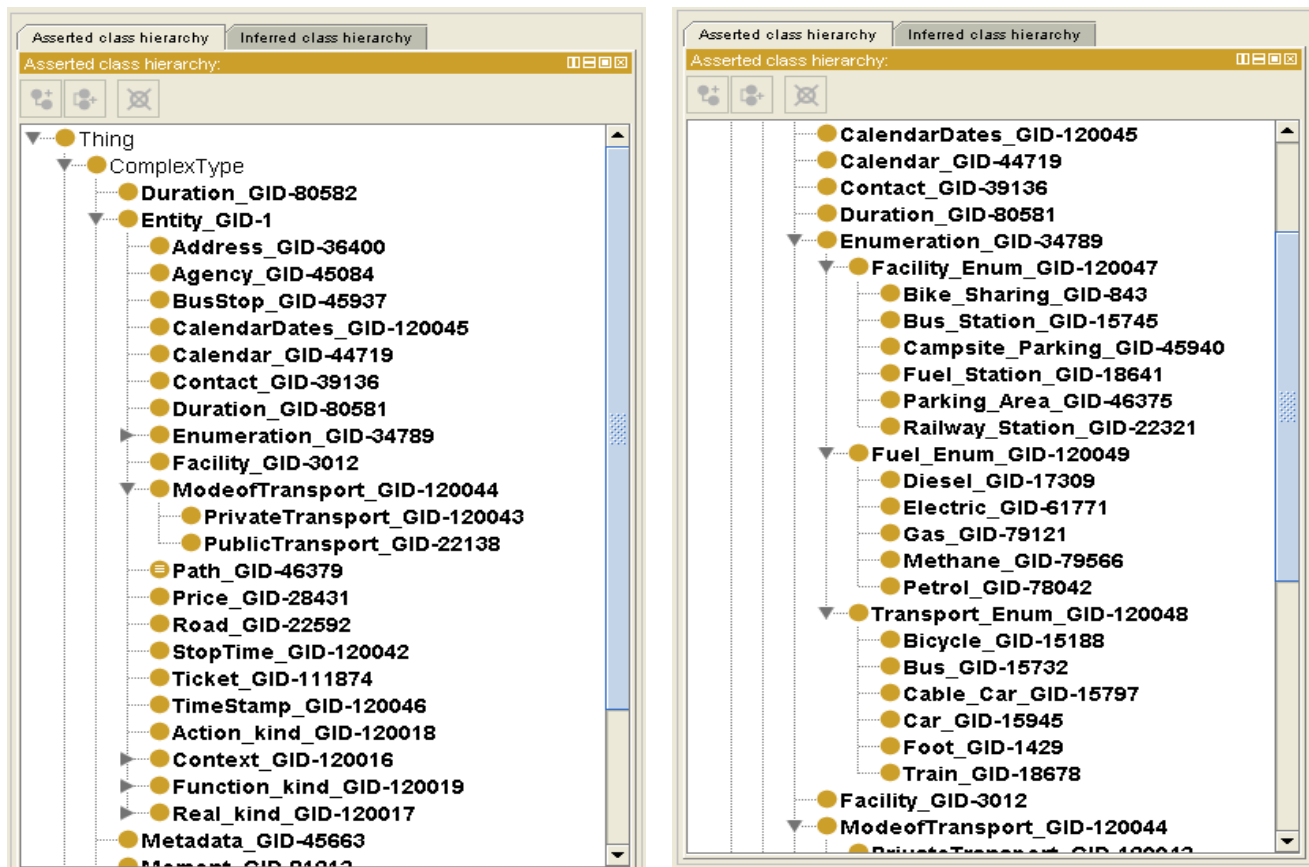 Asserted class hierarchy Inferred class hierarchy
Asserted class hierarchy:
Thing
ComplexType
Duration_GID-80582
Entity_GID-1
Address_GID-36400
Agency_GID-45084
BusStop_GID-45937
CalendarDates_GID-120045
Calendar_GID-44719
Contact_GID-39136
Duration_GID-80581
Enumeration_GID-34789
Facility_GID-3012
ModeofTransport_GID-120044
PrivateTransport_GID-120043
PublicTransport_GID-22138
Path_GID-46379
Price_GID-28431
Road_GID-22592
StopTime_GID-120042
Ticket_GID-111874
TimeStamp_GID-120046
Action_kind_GID-120018
Context_GID-120016
Function_kind_GID-120019
Real_kind_GID-120017
Metadata_GID-45663
Asserted class hierarchy Inferred class hierarchy
Asserted class hierarchy:
CalendarDates_GID-120045
Calendar_GID-44719
Contact_GID-39136
Duration_GID-80581
Enumeration_GID-34789
Facility_Enum_GID-120047
Bike_Sharing_GID-843
Bus_Station_GID-15745
Campsite_Parking_GID-45940
Fuel_Station_GID-18641
Parking_Area_GID-46375
Railway_Station_GID-22321
Fuel_Enum_GID-120049
Diesel_GID-17309
Electric_GID-61771
Gas_GID-79121
Methane_GID-79566
Petrol_GID-78042
Transport_Enum_GID-120048
Bicycle_GID-15188
Bus_GID-15732
Cable_Car_GID-15797
Car_GID-15945
Foot_GID-1429
Train_GID-18678
Facility_GID-3012
ModeofTransport_GID-120044
PrivateTransport_GID-120043